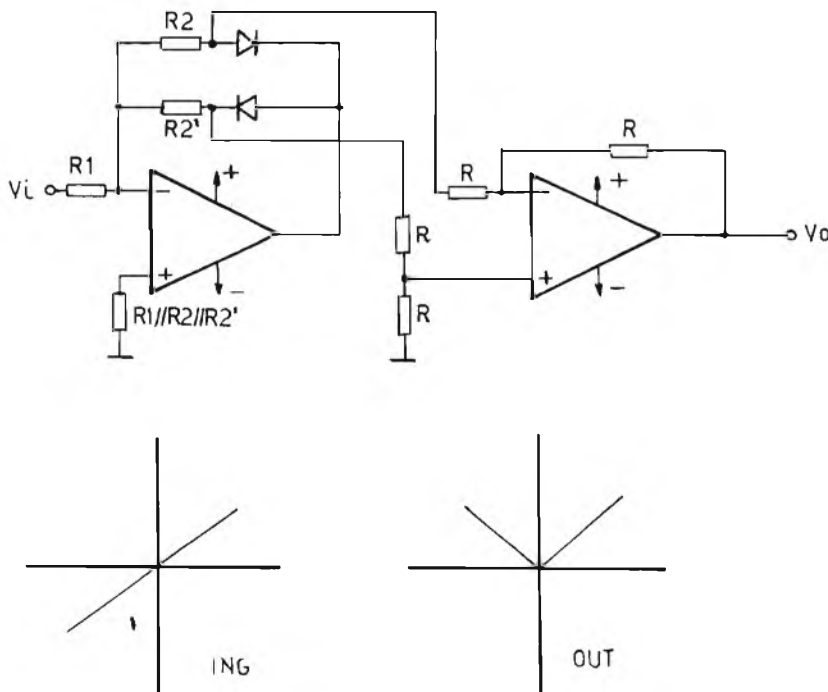 R2
R2'
R1
Vi
−
+
+
−
R1//R2//R2'
R
R
R
R
−
+
+
−
Vo
ING
OUT